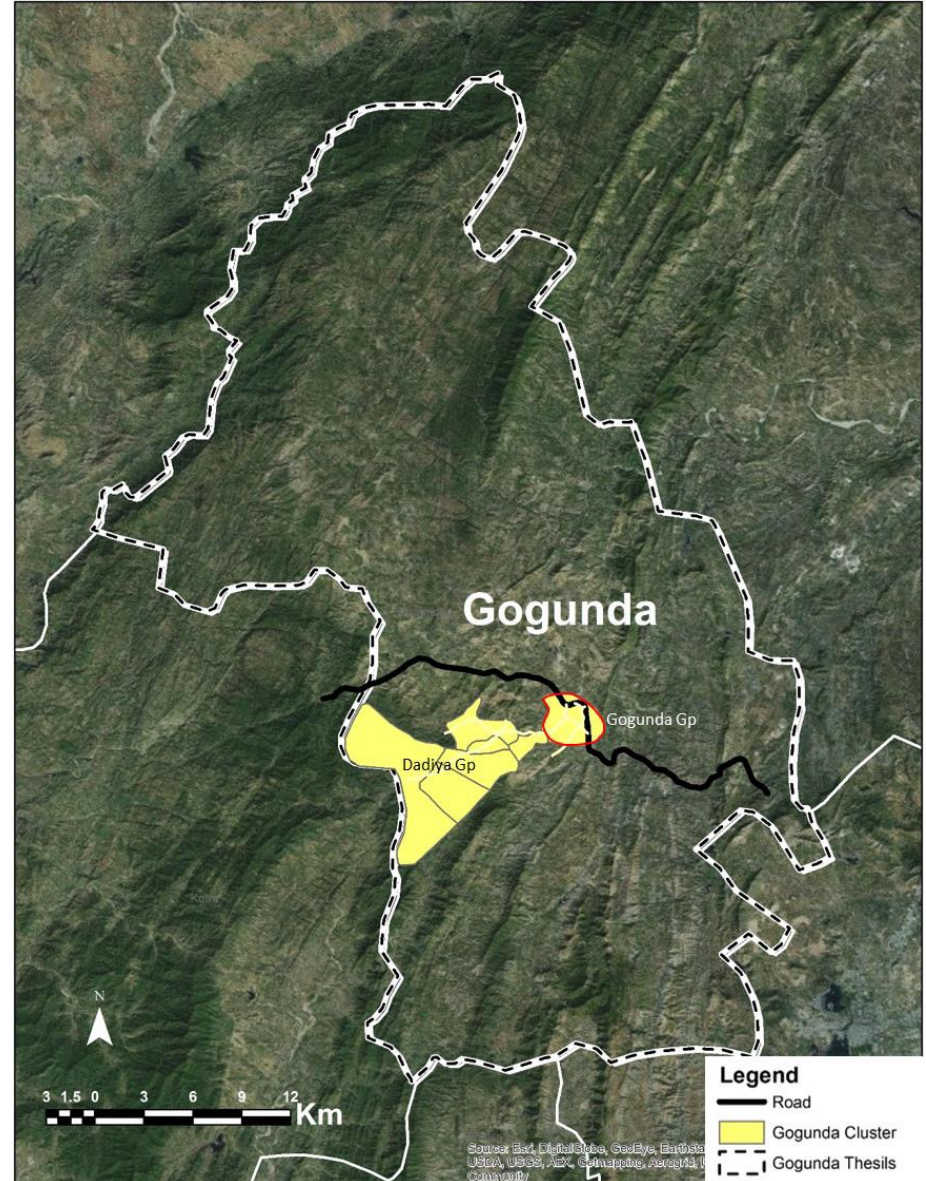 Gogunda
Gogunda Gp
Dadiya Gp
N
3 1.5 0 3 6 9 12
Km
Legend
Road
Gogunda Cluster
Gogunda Thesils
Source: Esri, DigitalGlobe, GeoEye, Earthsta
USDA, USGS, AEX, Getmapping, Aerogrid, I
Community